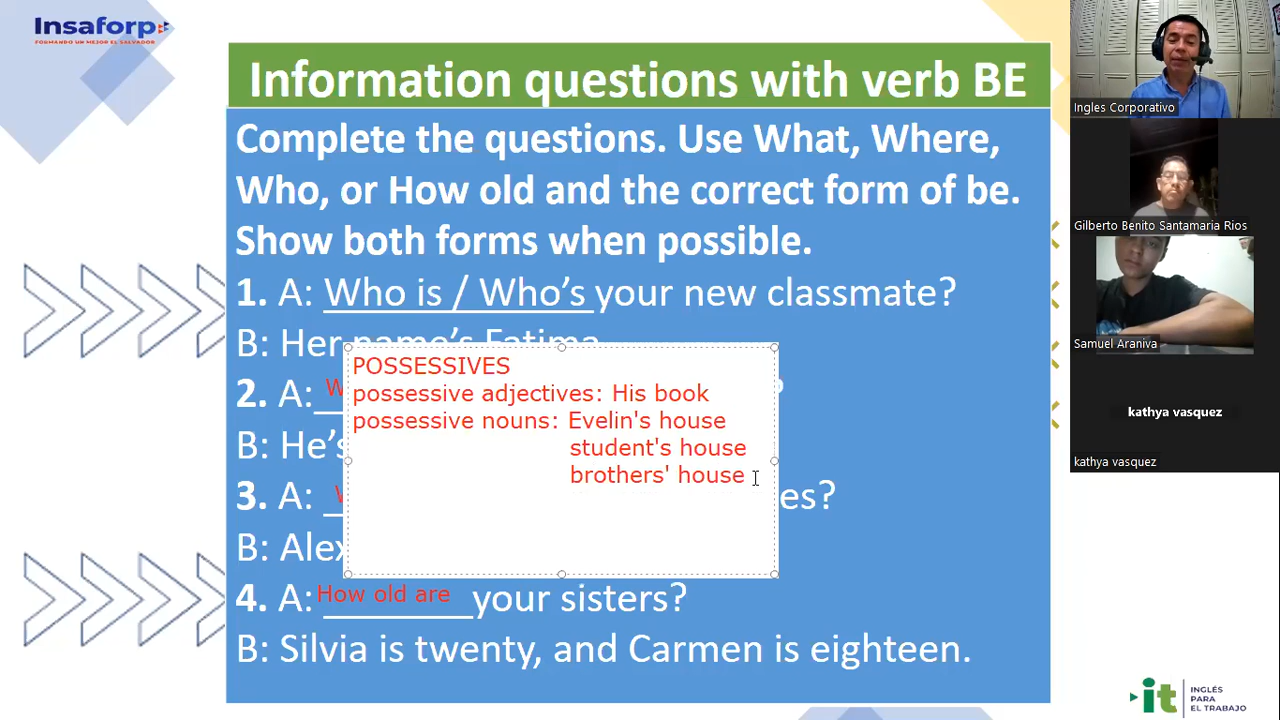 Insaforp
FORMANDO UN MEJOR EL SALVADOR
Information questions with verb BE
Complete the questions. Use What, Where,
Who, or How old and the correct form of be.
Show both forms when possible.
1. A: Who is / Who's your new classmate?
B: Her name's Fatima
2. A:
B: He's
3. A: es?
B: Alex
4. A: How old are your sisters?
B: Silvia is twenty, and Carmen is eighteen.
POSSESSIVES
possessive adjectives: His book
possessive nouns: Evelin's house
student's house
brothers' house
Ingles Corporativo
Gilberto Benito Santamaria Rios
Samuel Araniva
kathya vasquez
kathya vasquez
it INGLÉS
PARA
EL TRABAJO